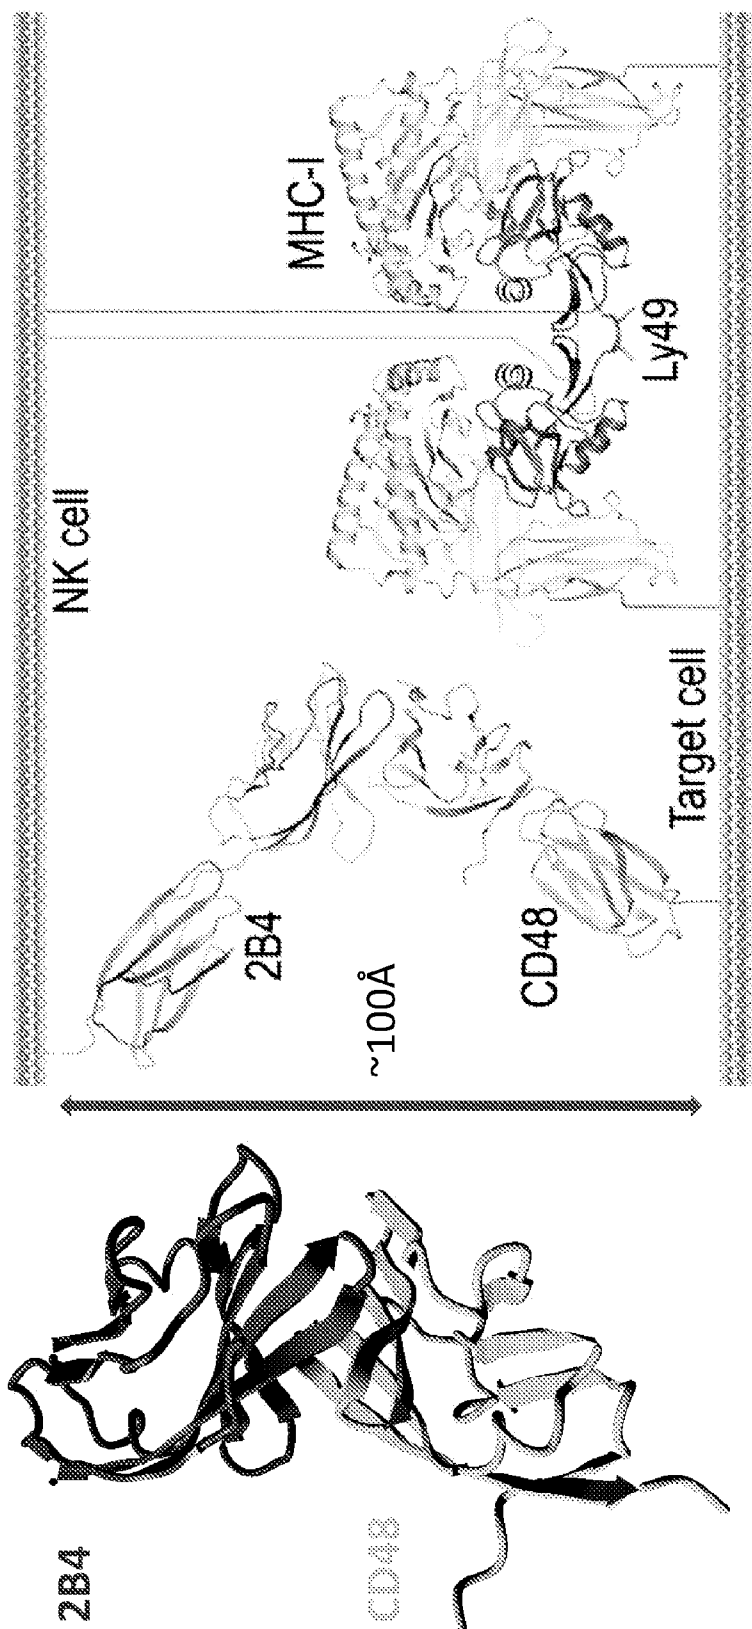 2B4
CD48
~100Å
NK cell
2B4
CD48
Target cell
MHC-I
Ly49